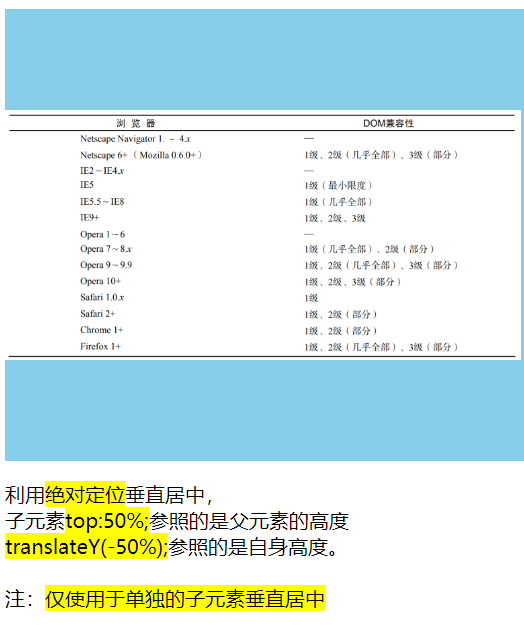 浏 览 器 DOM兼容性
Netscape Navigator 1. ~ 4.x —
Netscape 6+（Mozilla 0.6.0+） 1级、2级（几乎全部）、3级（部分）
IE2～IE4.x —
IE5 1级（最小限度）
IE5.5～IE8 1级（几乎全部）
IE9+ 1级、2级、3级
Opera 1～6 —
Opera 7～8.x 1级（几乎全部）、2级（部分）
Opera 9～9.9 1级、2级（几乎全部）、3级（部分）
Opera 10+ 1级、2级、3级（部分）
Safari 1.0.x 1级
Safari 2+ 1级、2级（部分）
Chrome 1+ 1级、2级（部分）
Firefox 1+ 1级、2级（几乎全部）、3级（部分）
利用绝对定位垂直居中，
子元素top:50%;参照的是父元素的高度
translateY(-50%);参照的是自身高度。
注：仅使用于单独的子元素垂直居中